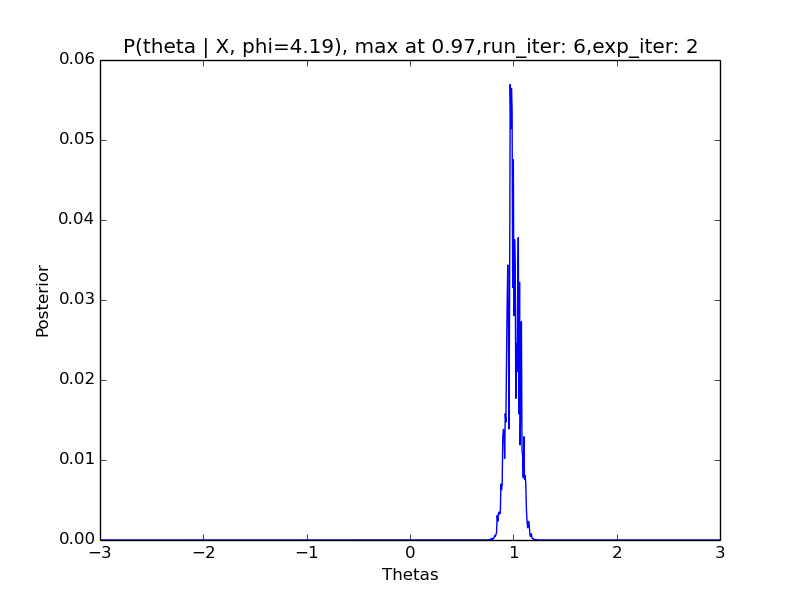 P(theta | X, phi=4.19), max at 0.97,run_iter: 6,exp_iter: 2
0.06
0.05
0.04
0.03
0.02
0.01
0.00
Posterior
−3 −2 −1 0 1 2 3
Thetas